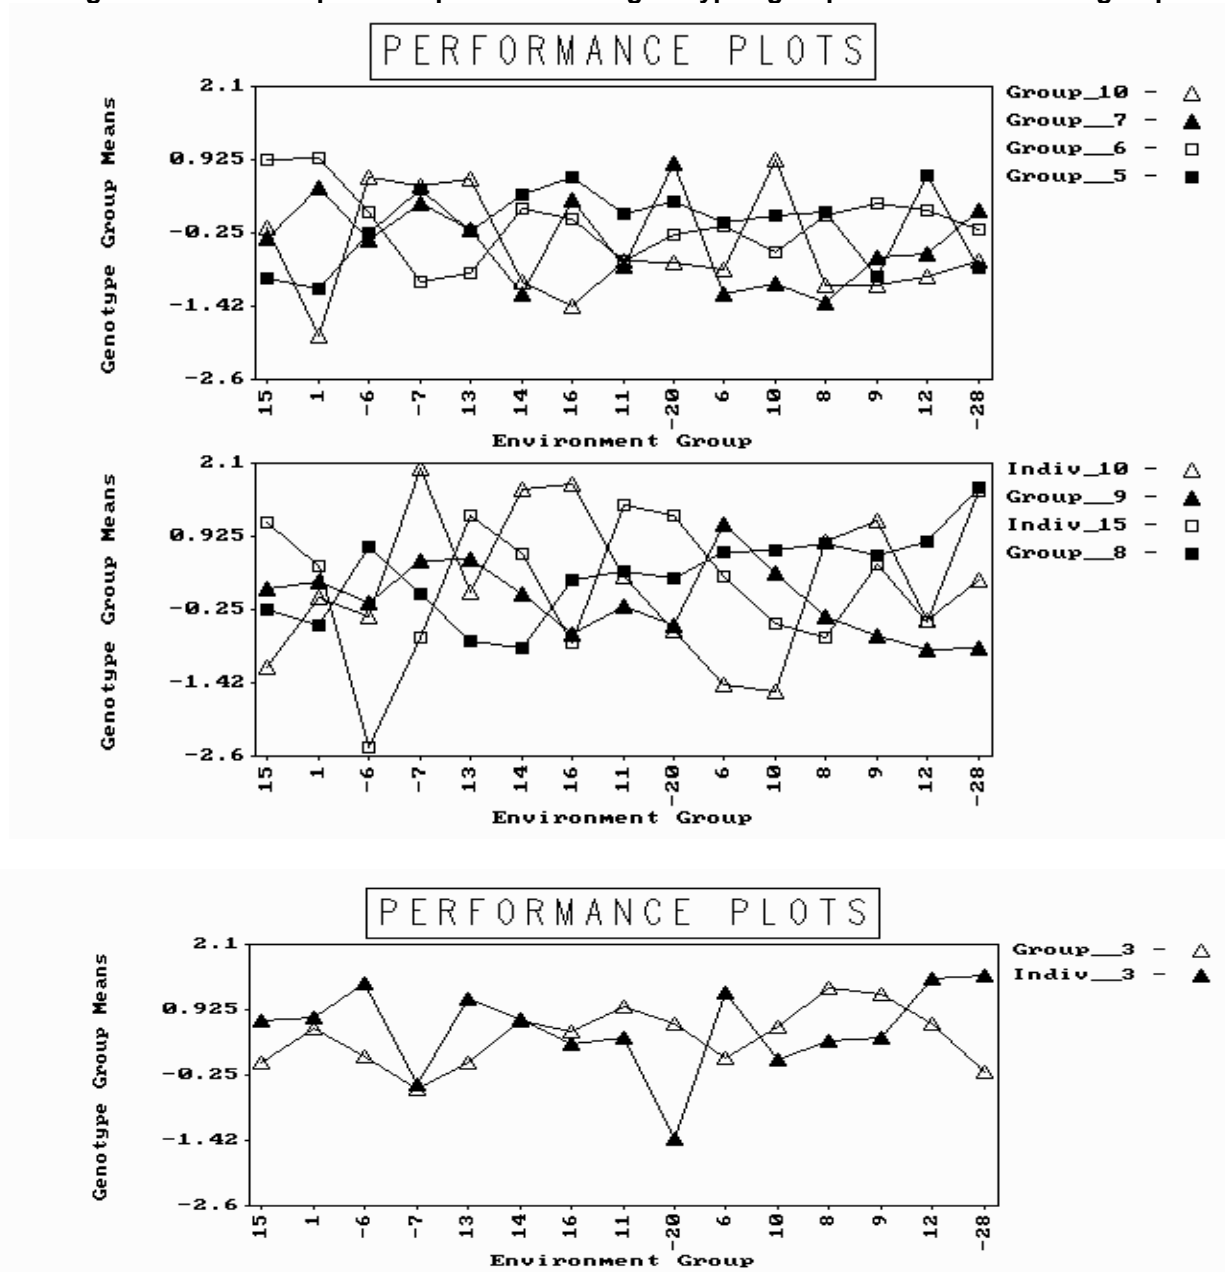 PERFORMANCE PLOTS
Genotype Group Means
2.1
0.925
-0.25
-1.42
-2.6
15 1 -6 -7 13 14 16 11 -20 6 10 8 9 12 -28
Environment Group
Group_10 -
Group__7 -
Group__6 -
Group__5 -
Genotype Group Means
2.1
0.925
-0.25
-1.42
-2.6
15 1 -6 -7 13 14 16 11 -20 6 10 8 9 12 -28
Environment Group
Indiv_10 -
Group__9 -
Indiv_15 -
Group__8 -
PERFORMANCE PLOTS
Genotype Group Means
2.1
0.925
-0.25
-1.42
-2.6
15 1 -6 -7 13 14 16 11 -20 6 10 8 9 12 -28
Environment Group
Group__3 -
Indiv__3 -